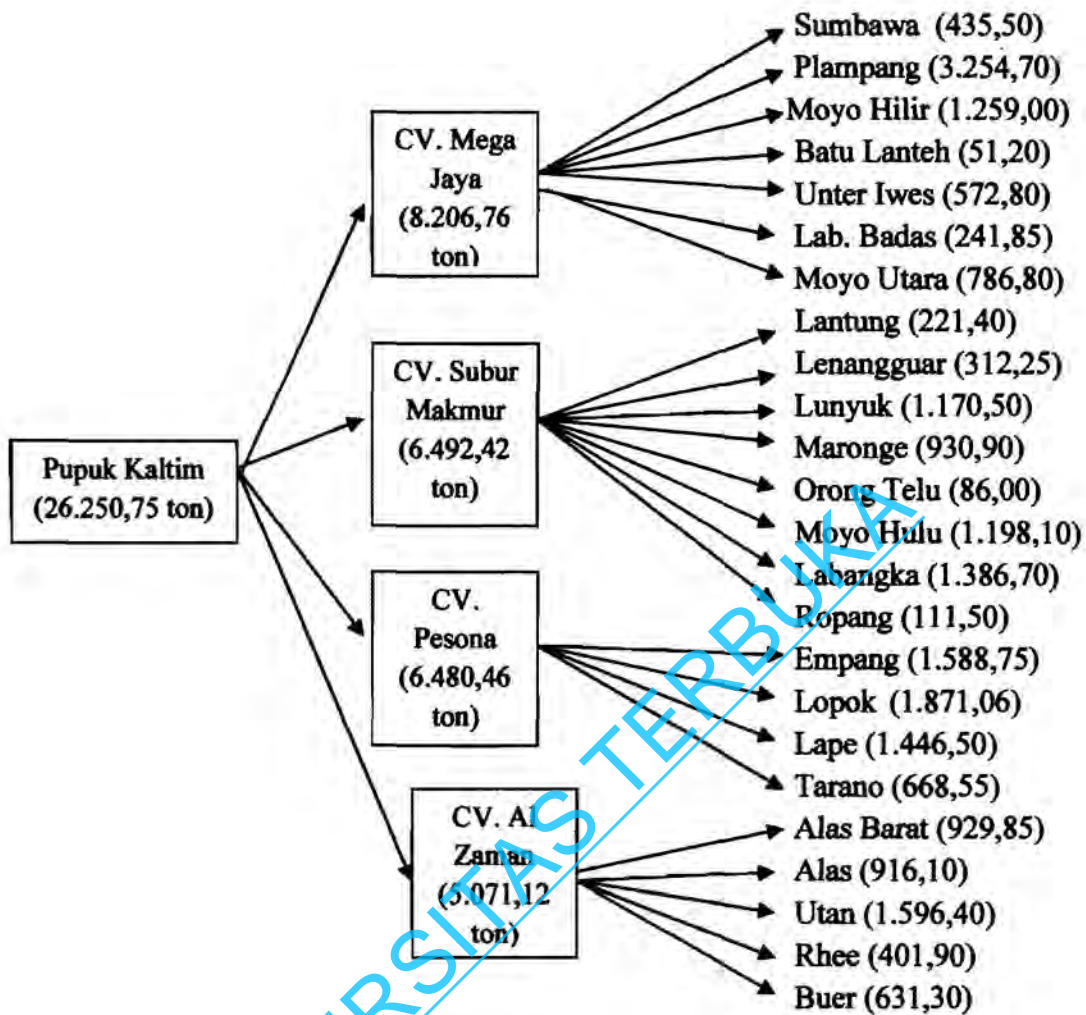 Pupuk Kaltim
(26.250,75 ton)
CV. Mega
Jaya
(8.206,76
ton)
CV. Subur
Makmur
(6.492,42
ton)
CV.
Pesona
(6.480,46
ton)
CV. Al
Zaman
(5.071,12
ton)
Sumbawa (435,50)
Plampang (3.254,70)
Moyo Hilir (1.259,00)
Batu Lanteh (51,20)
Unter Iwes (572,80)
Lab. Badas (241,85)
Moyo Utara (786,80)
Lantung (221,40)
Lenangguar (312,25)
Lunyuk (1.170,50)
Maronge (930,90)
Orong Telu (86,00)
Moyo Hulu (1.198,10)
Labangka (1.386,70)
Ropang (111,50)
Empang (1.588,75)
Lopok (1.871,06)
Lape (1.446,50)
Tarano (668,55)
Alas Barat (929,85)
Alas (916,10)
Utan (1.596,40)
Rhee (401,90)
Buer (631,30)
RSITAS TERBUKA